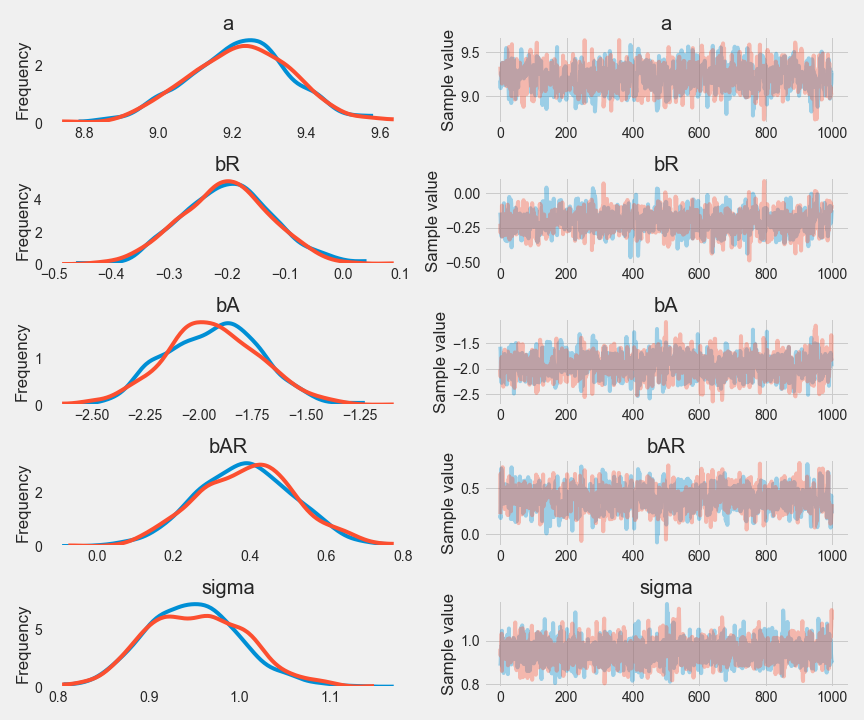 a
Frequency
2
0
8.8 9.0 9.2 9.4 9.6
a
Sample value
9.5
9.0
0 200 400 600 800 1000
bR
Frequency
4
2
0
−0.5 −0.4 −0.3 −0.2 −0.1 0.0 0.1
bR
Sample value
0.00
−0.25
−0.50
0 200 400 600 800 1000
bA
Frequency
1
0
−2.50 −2.25 −2.00 −1.75 −1.50 −1.25
bA
Sample value
−1.5
−2.0
−2.5
0 200 400 600 800 1000
bAR
Frequency
2
0
0.0 0.2 0.4 0.6 0.8
bAR
Sample value
0.5
0.0
0 200 400 600 800 1000
sigma
Frequency
5
0
0.8 0.9 1.0 1.1
sigma
Sample value
1.0
0.8
0 200 400 600 800 1000